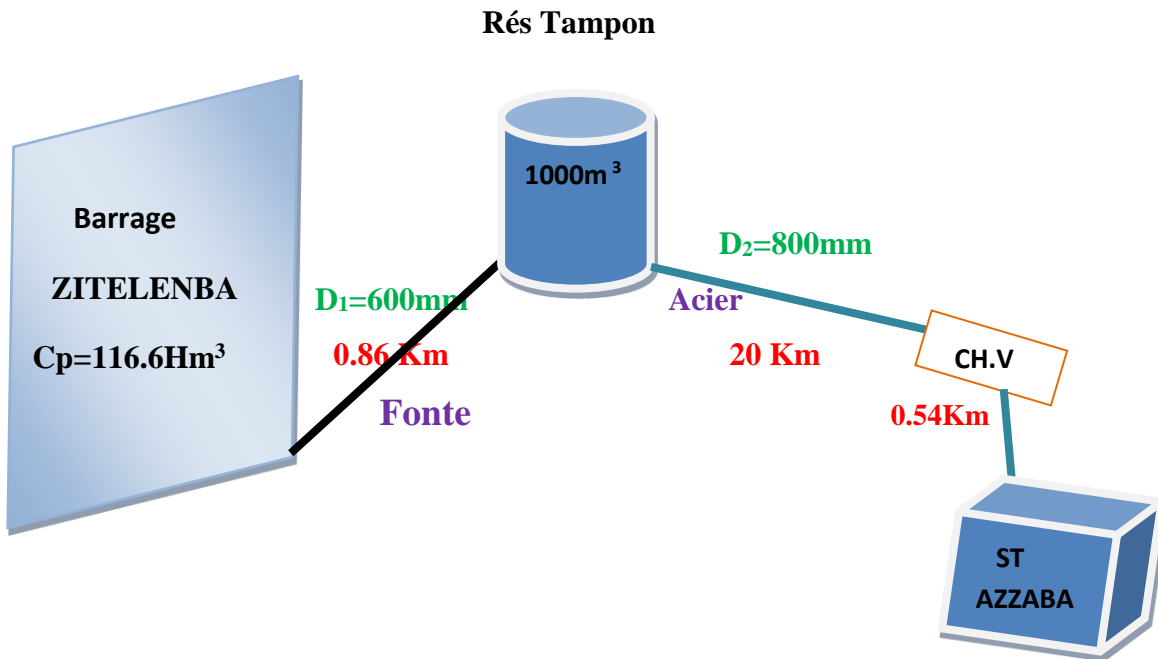 Rés Tampon
Barrage
ZITELENBA
Cp=116.6Hm³
D₁=600mm
0.86 Km
Fonte
1000m ³
D₂=800mm
Acier
20 Km
CH.V
0.54Km
ST
AZZABA